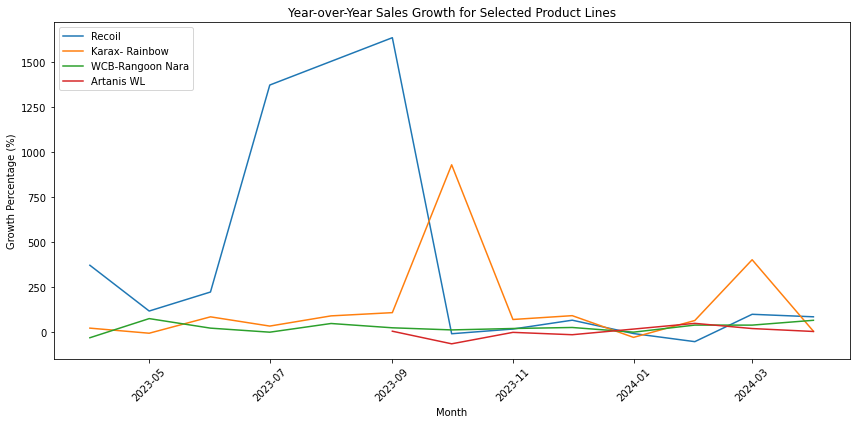 Year-over-Year Sales Growth for Selected Product Lines
Recoil
Karax- Rainbow
WCB-Rangoon Nara
Artanis WL
Growth Percentage (%)
1500
1250
1000
750
500
250
0
2023-05
2023-07
2023-09
2023-11
2024-01
2024-03
Month